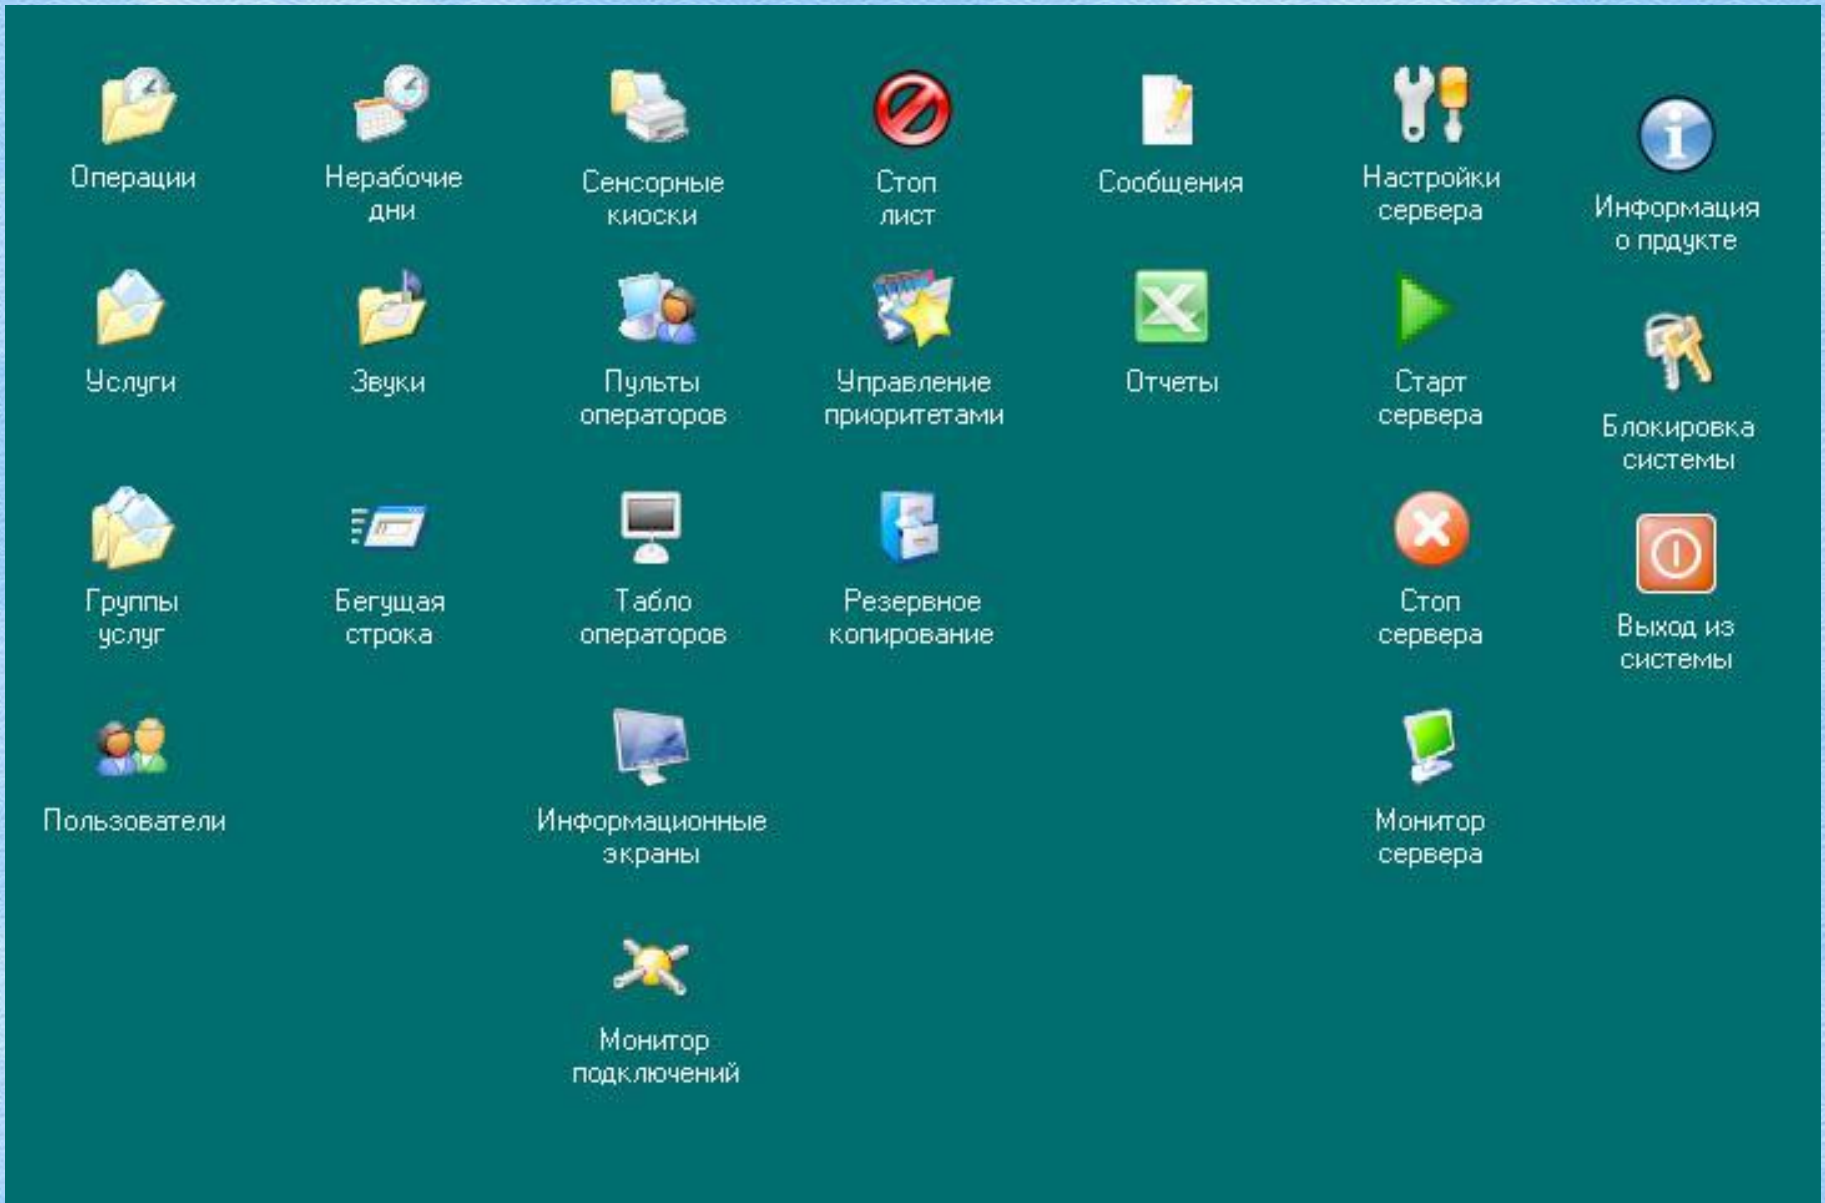 Операции
Нерабочие
дни
Сенсорные
киоски
Стоп
лист
Сообщения
Настройки
сервера
Информация
о прдукте
Услуги
Звуки
Пульты
операторов
Управление
приоритетами
Отчеты
Старт
сервера
Блокировка
системы
Группы
услуг
Бегущая
строка
Табло
операторов
Резервное
копирование
Стоп
сервера
Выход из
системы
Пользователи
Информационные
экраны
Монитор
сервера
Монитор
подключений